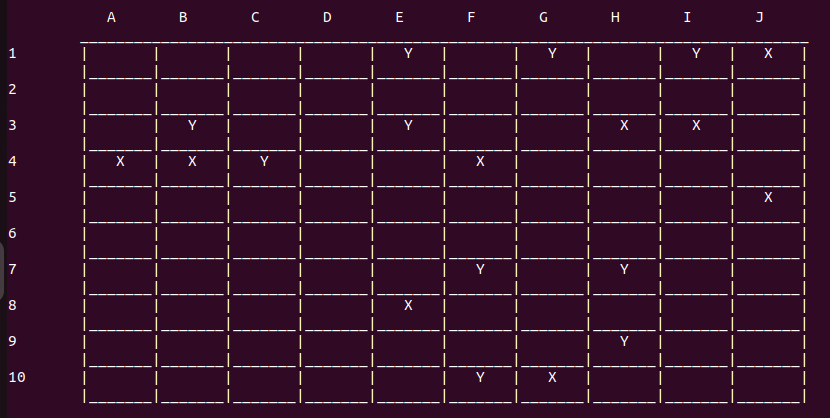 A B C D E F G H I J
1 Y Y Y X
2
3 Y Y X X
4 X X Y X
5 X
6
7 Y Y
8 X
9 Y
10 Y X